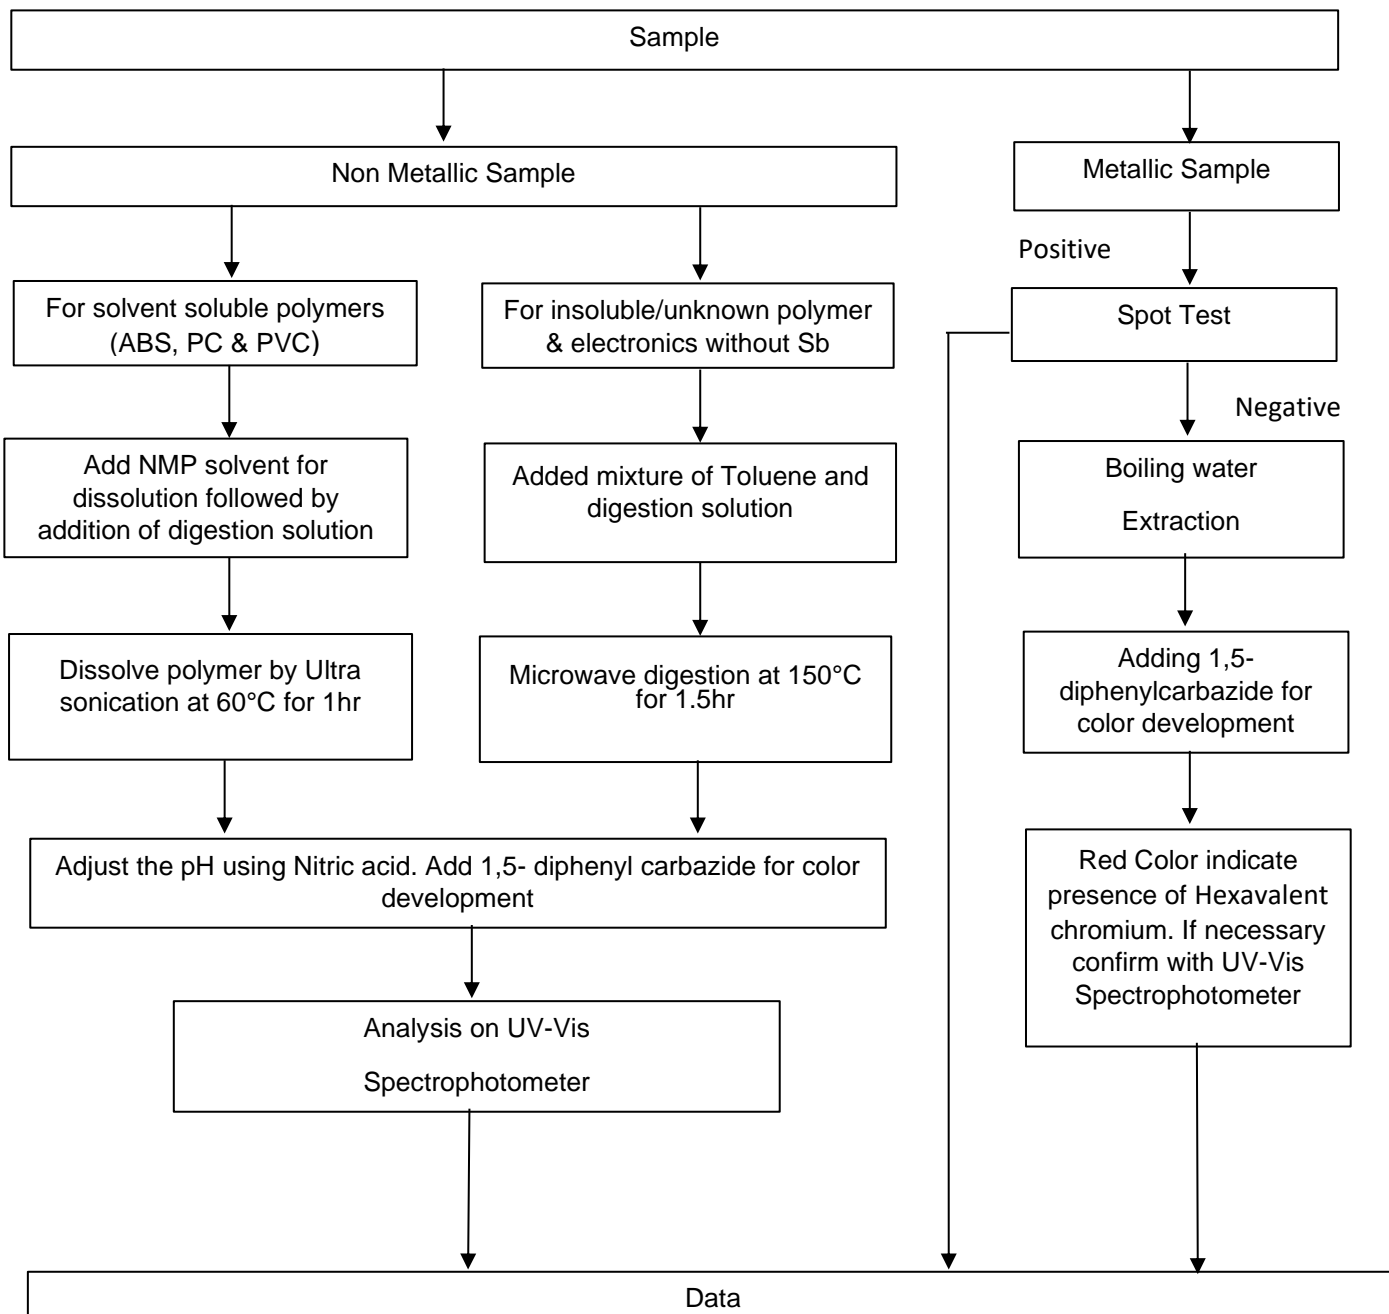 Sample
Non Metallic Sample
Metallic Sample
Positive
For solvent soluble polymers
(ABS, PC & PVC)
For insoluble/unknown polymer
& electronics without Sb
Spot Test
Negative
Add NMP solvent for
dissolution followed by
addition of digestion solution
Added mixture of Toluene and
digestion solution
Boiling water
Extraction
Dissolve polymer by Ultra
sonication at 60°C for 1hr
Microwave digestion at 150°C
for 1.5hr
Adding 1,5-
diphenylcarbazide for
color development
Adjust the pH using Nitric acid. Add 1,5- diphenyl carbazide for color
development
Red Color indicate
presence of Hexavalent
chromium. If necessary
confirm with UV-Vis
Spectrophotometer
Analysis on UV-Vis
Spectrophotometer
Data